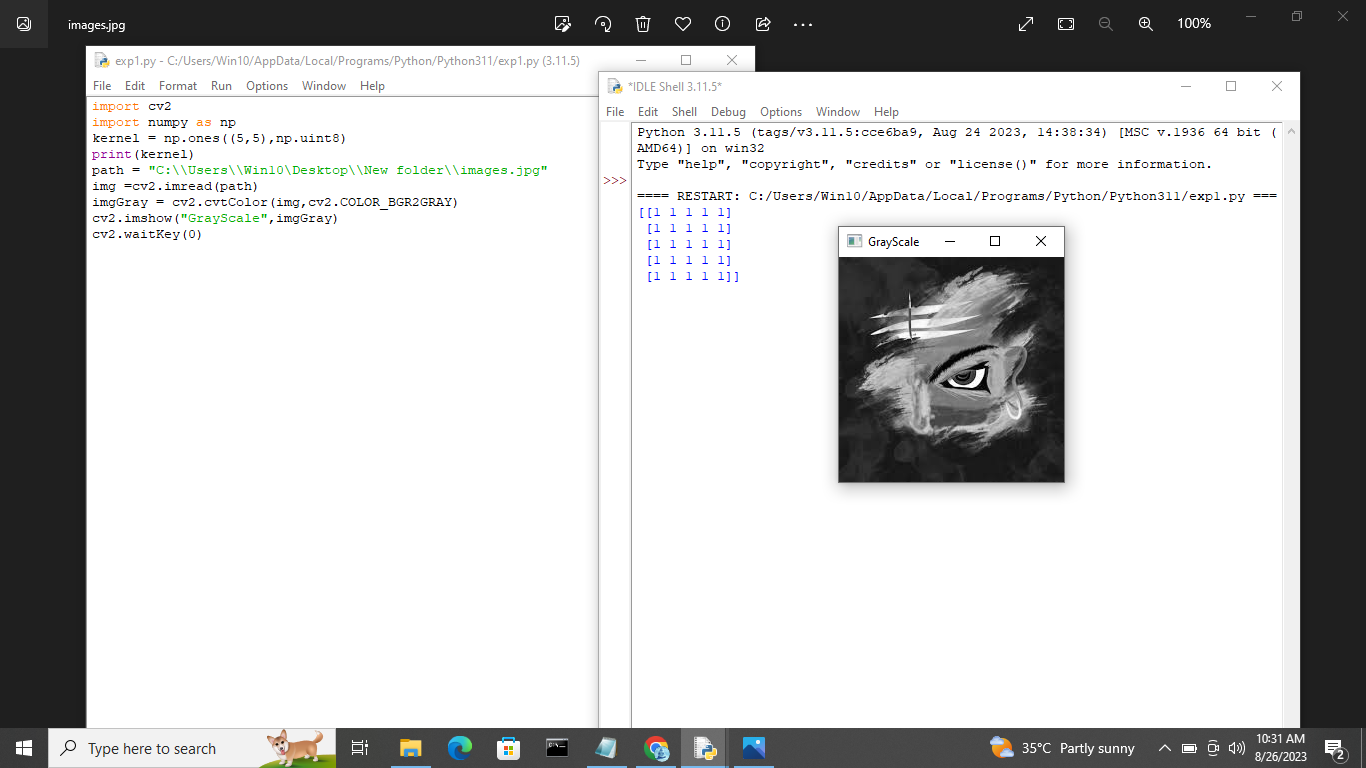 images.jpg
100%
exp1.py - C:/Users/Win10/AppData/Local/Programs/Python/Python311/exp1.py (3.11.5)
File Edit Format Run Options Window Help
import cv2
import numpy as np
kernel = np.ones((5,5),np.uint8)
print(kernel)
path = "C:\\Users\\Win10\Desktop\\New folder\\images.jpg"
img =cv2.imread(path)
imgGray = cv2.cvtColor(img,cv2.COLOR_BGR2GRAY)
cv2.imshow("GrayScale",imgGray)
cv2.waitKey(0)
*IDLE Shell 3.11.5*
File Edit Shell Debug Options Window Help
Python 3.11.5 (tags/v3.11.5:cce6ba9, Aug 24 2023, 14:38:34) [MSC v.1936 64 bit (
AMD64)] on win32
Type "help", "copyright", "credits" or "license()" for more information.
>>>
==== RESTART: C:/Users/Win10/AppData/Local/Programs/Python/Python311/exp1.py ===
[[1 1 1 1 1]
 [1 1 1 1 1]
 [1 1 1 1 1]
 [1 1 1 1 1]
 [1 1 1 1 1]]
GrayScale
Type here to search
35°C Partly sunny
10:31 AM
8/26/2023
2